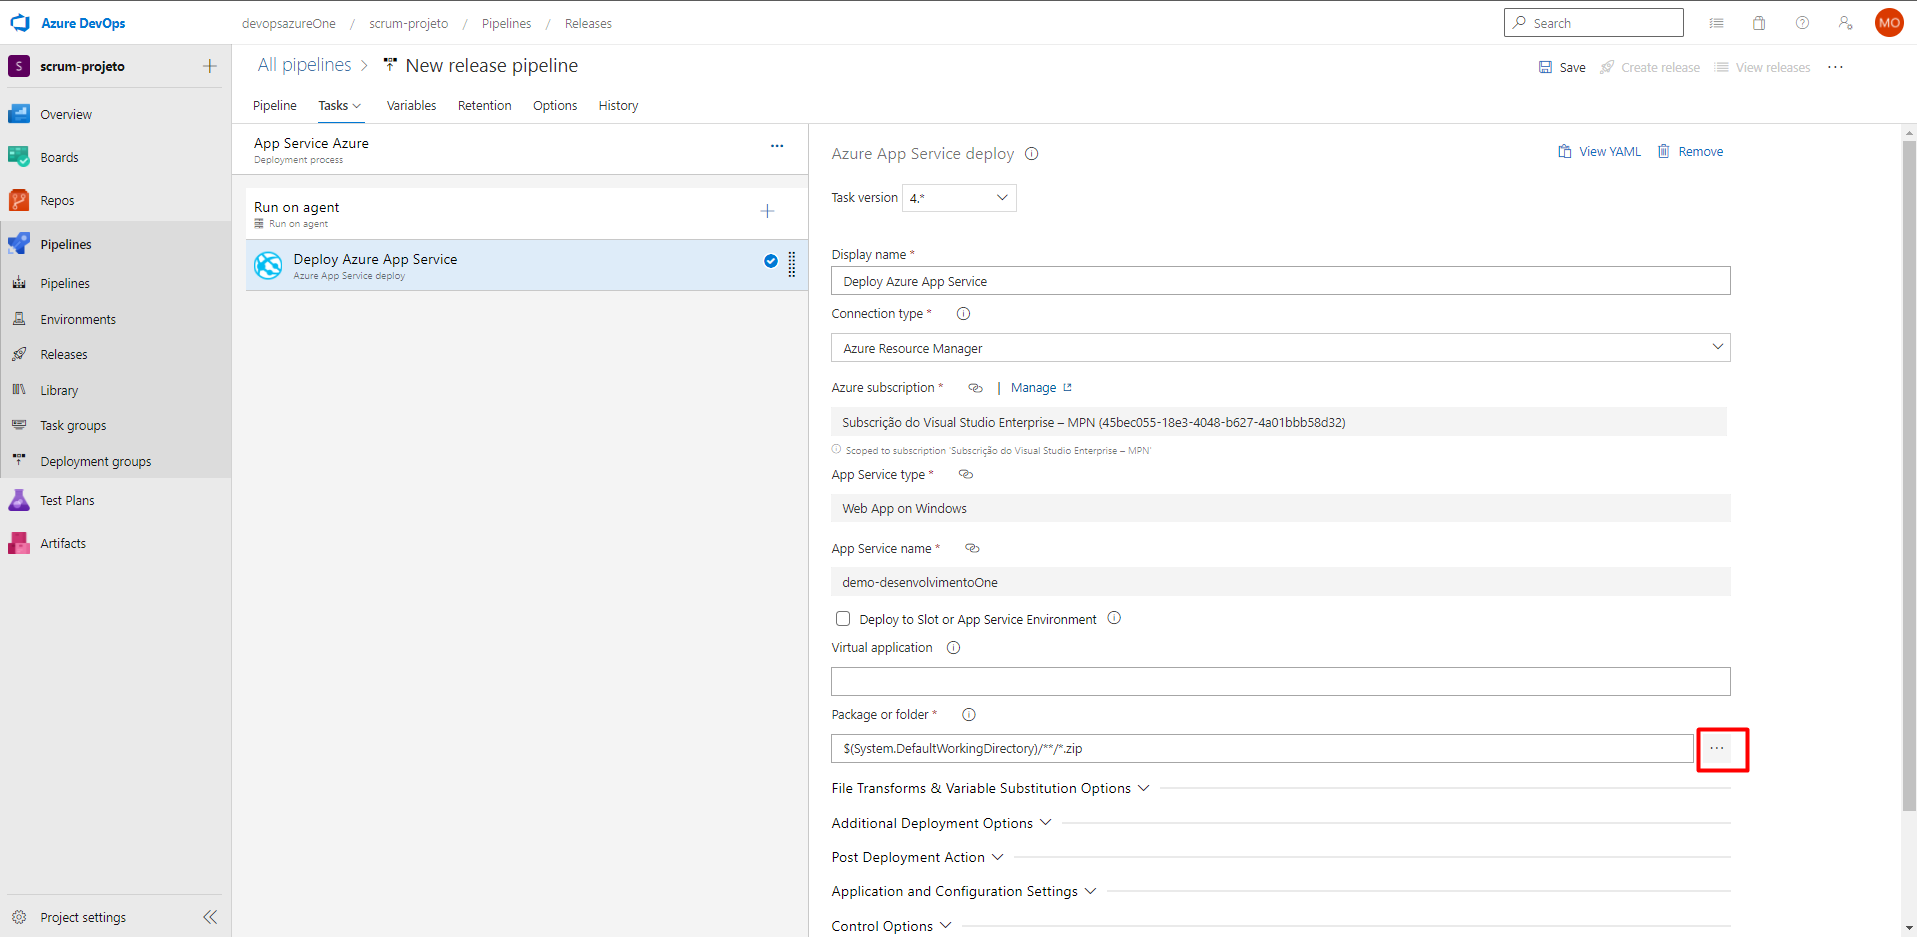 Azure DevOps
devopsazureOne / scrum-projeto / Pipelines / Releases
Search
MO
S scrum-projeto
Overview
Boards
Repos
Pipelines
Pipelines
Environments
Releases
Library
Task groups
Deployment groups
Test Plans
Artifacts
Project settings
All pipelines > New release pipeline
Save
Create release
View releases
...
Pipeline
Tasks
Variables
Retention
Options
History
App Service Azure
Deployment process
...
Run on agent
Run on agent
Deploy Azure App Service
Azure App Service deploy
Azure App Service deploy
View YAML
Remove
Task version 4.*
Display name *
Deploy Azure App Service
Connection type *
Azure Resource Manager
Azure subscription * | Manage
Subscrição do Visual Studio Enterprise – MPN (45bec055-18e3-4048-b627-4a01bbb58d32)
Scoped to subscription 'Subscrição do Visual Studio Enterprise – MPN'
App Service type *
Web App on Windows
App Service name *
demo-desenvolvimentoOne
Deploy to Slot or App Service Environment
Virtual application
Package or folder *
$(System.DefaultWorkingDirectory)/**/*.zip
...
File Transforms & Variable Substitution Options
Additional Deployment Options
Post Deployment Action
Application and Configuration Settings
Control Options